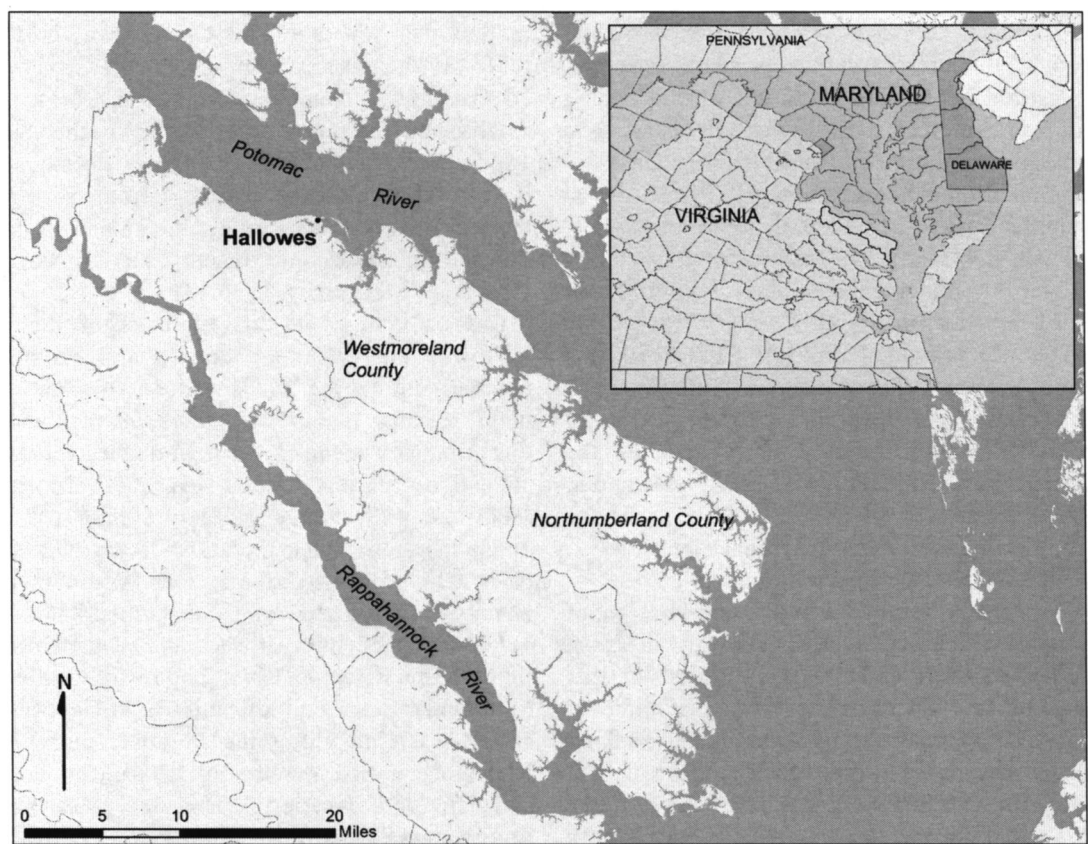 PENNSYLVANIA
MARYLAND
DELAWARE
VIRGINIA
Potomac
River
Hallowes
Westmoreland
County
Northumberland County
Rappahannock
River
N
0 5 10 20
Miles